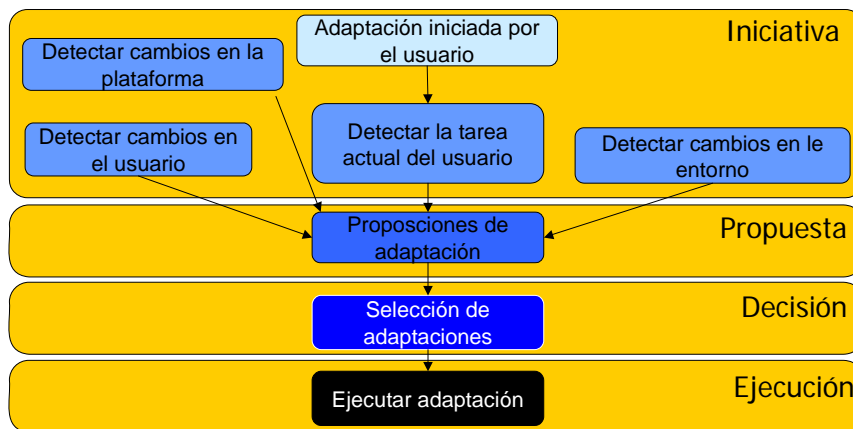 Iniciativa
Adaptación iniciada por
el usuario
Detectar cambios en la
plataforma
Detectar cambios en
el usuario
Detectar la tarea
actual del usuario
Detectar cambios en le
entorno
Propuesta
Proposciones de
adaptación
Decisión
Selección de
adaptaciones
Ejecución
Ejecutar adaptación